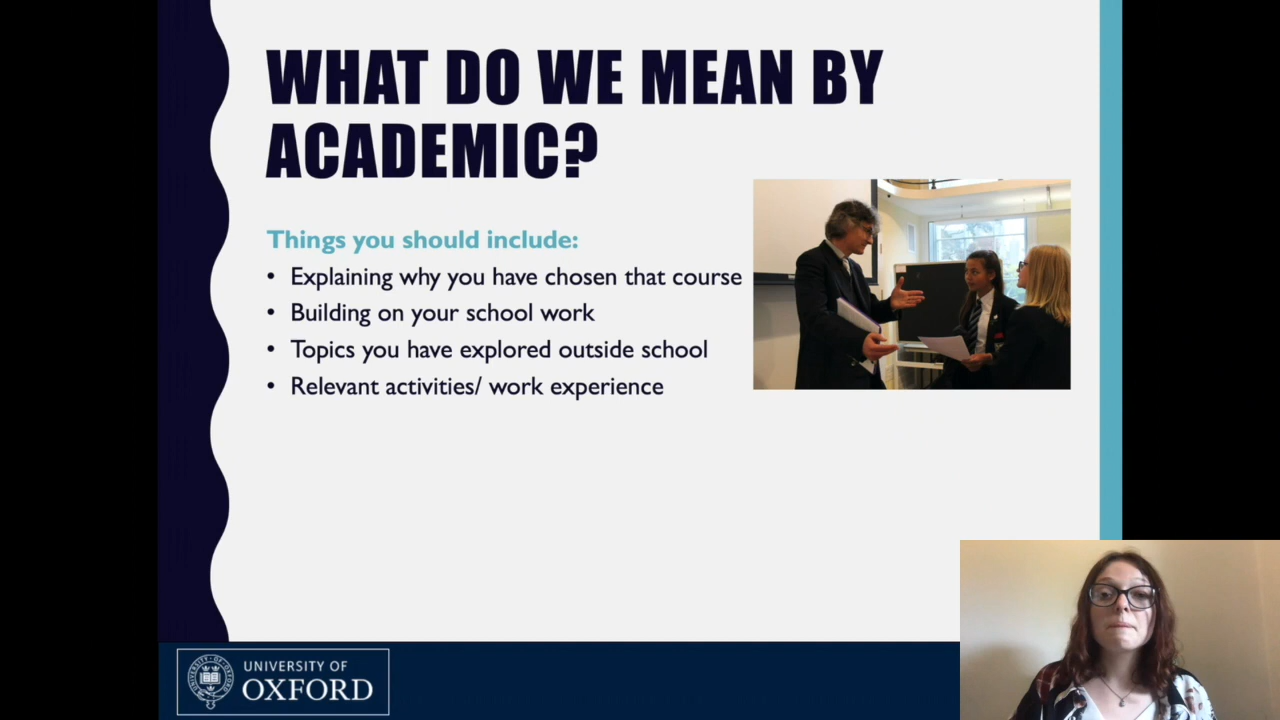 WHAT DO WE MEAN BY
ACADEMIC?
Things you should include:
• Explaining why you have chosen that course
• Building on your school work
• Topics you have explored outside school
• Relevant activities/ work experience
UNIVERSITY OF
OXFORD